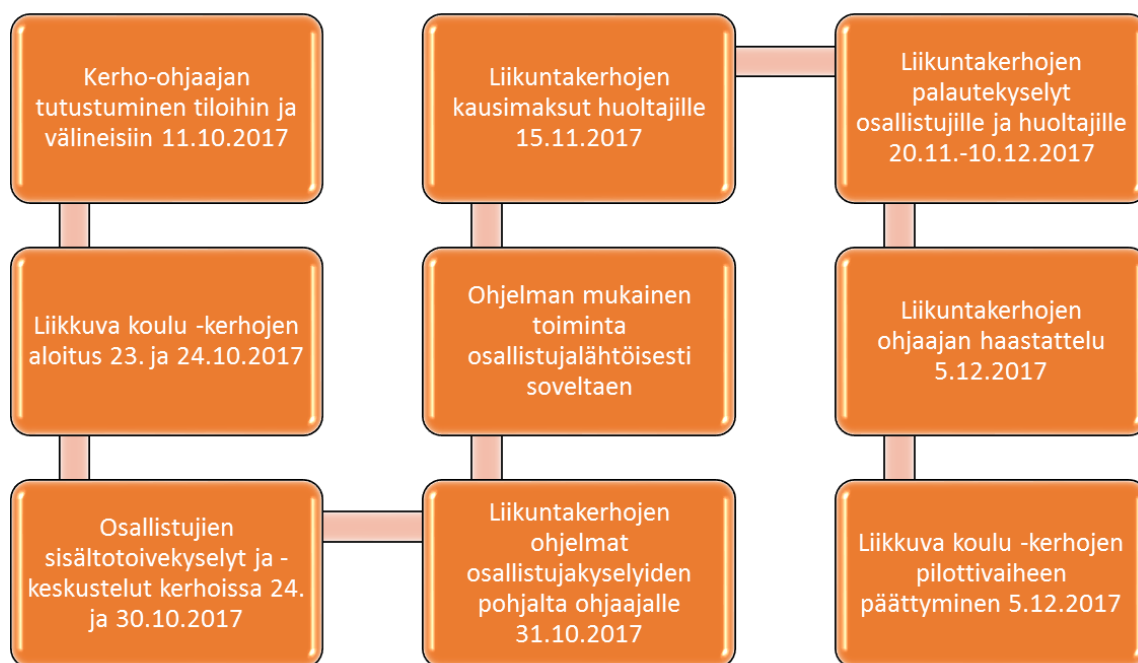 Kerho-ohjaajan
tutustuminen tiloihin ja
välineisiin 11.10.2017
Liikkuva koulu -kerhojen
aloitus 23. ja 24.10.2017
Osallistujien
sisältotoivekyselyt ja -
keskustelut kerhoissa 24.
ja 30.10.2017
Liikuntakerhojen
ohjelmat
osallistujakyselyiden
pohjalta ohjaajalle
31.10.2017
Ohjelman mukainen
toiminta
osallistujalähtöisesti
soveltaen
Liikuntakerhojen
kausimaksut huoltajille
15.11.2017
Liikuntakerhojen
palautekyselyt
osallistujille ja huoltajille
20.11.-10.12.2017
Liikuntakerhojen
ohjaajan haastattelu
5.12.2017
Liikkuva koulu -kerhojen
pilottivaiheen
päättyminen 5.12.2017